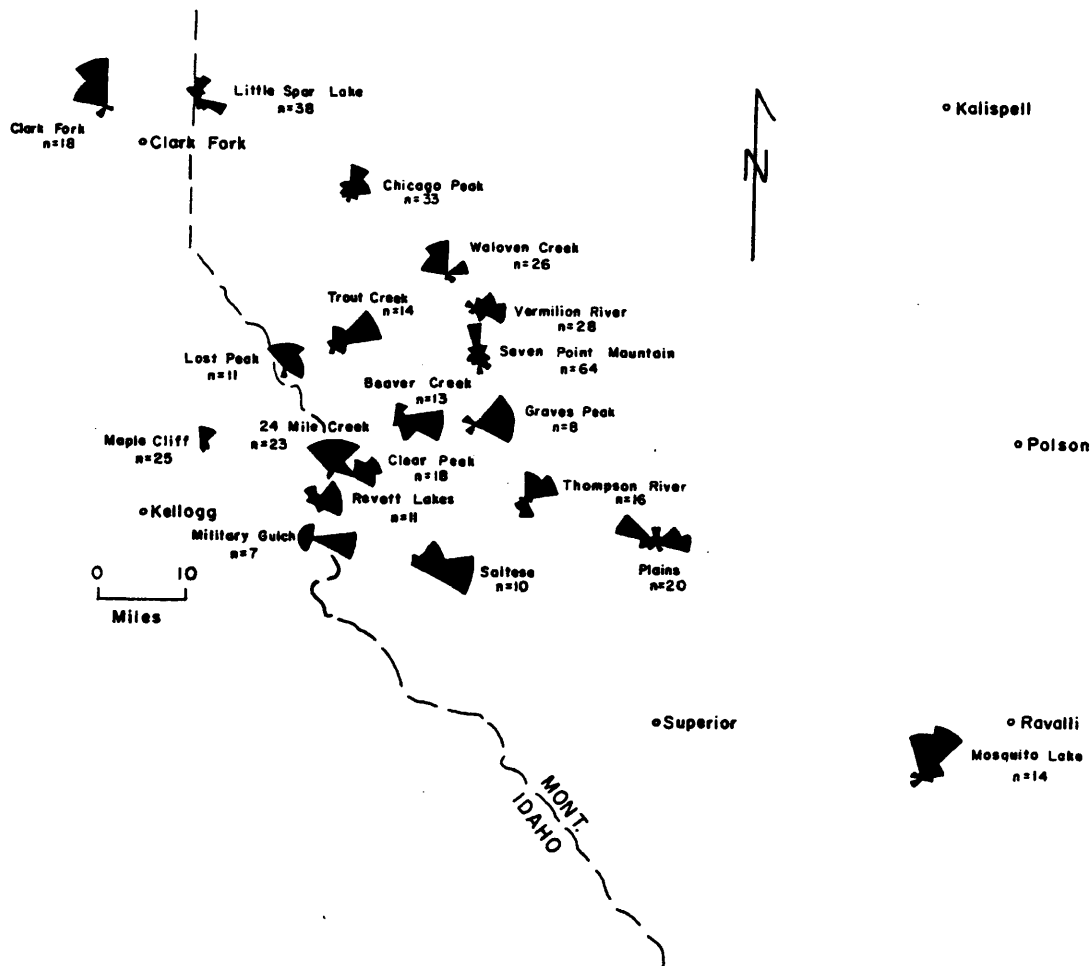 Little Spar Lake
n=38
Kalispell
Clark Fork
n=18
Clark Fork
Chicago Peak
n=33
N
Waloven Creek
n=26
Trout Creek
n=14
Vermilion River
n=28
Lost Peak
n=11
Seven Point Mountain
n=64
Beaver Creek
n=13
Graves Peak
n=8
24 Mile Creek
n=23
Maple Cliff
n=25
Polson
Clear Peak
n=18
Thompson River
n=16
Revett Lakes
n=11
Kellogg
Military Gulch
n=7
Saltese
n=10
Plains
n=20
0 10
Miles
Superior
Ravalli
Mosquito Lake
n=14
MONT.
IDAHO